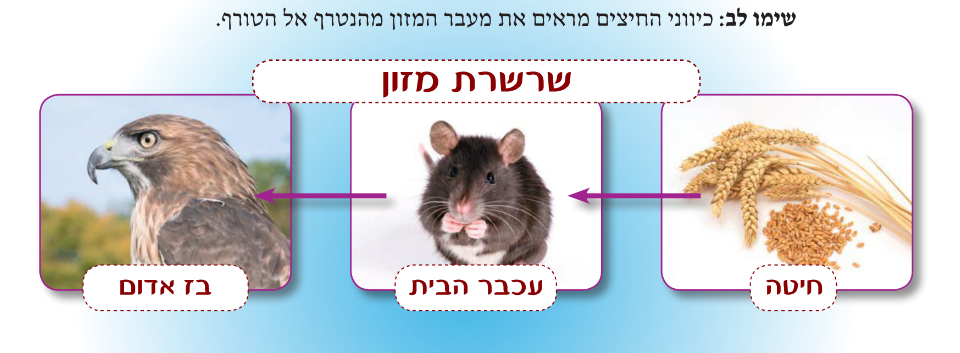 שימו לב: כיווני החיצים מראים את מעבר המזון מהנטרף אל הטורף.
שרשרת מזון
חיטה
עכבר הבית
בז אדום